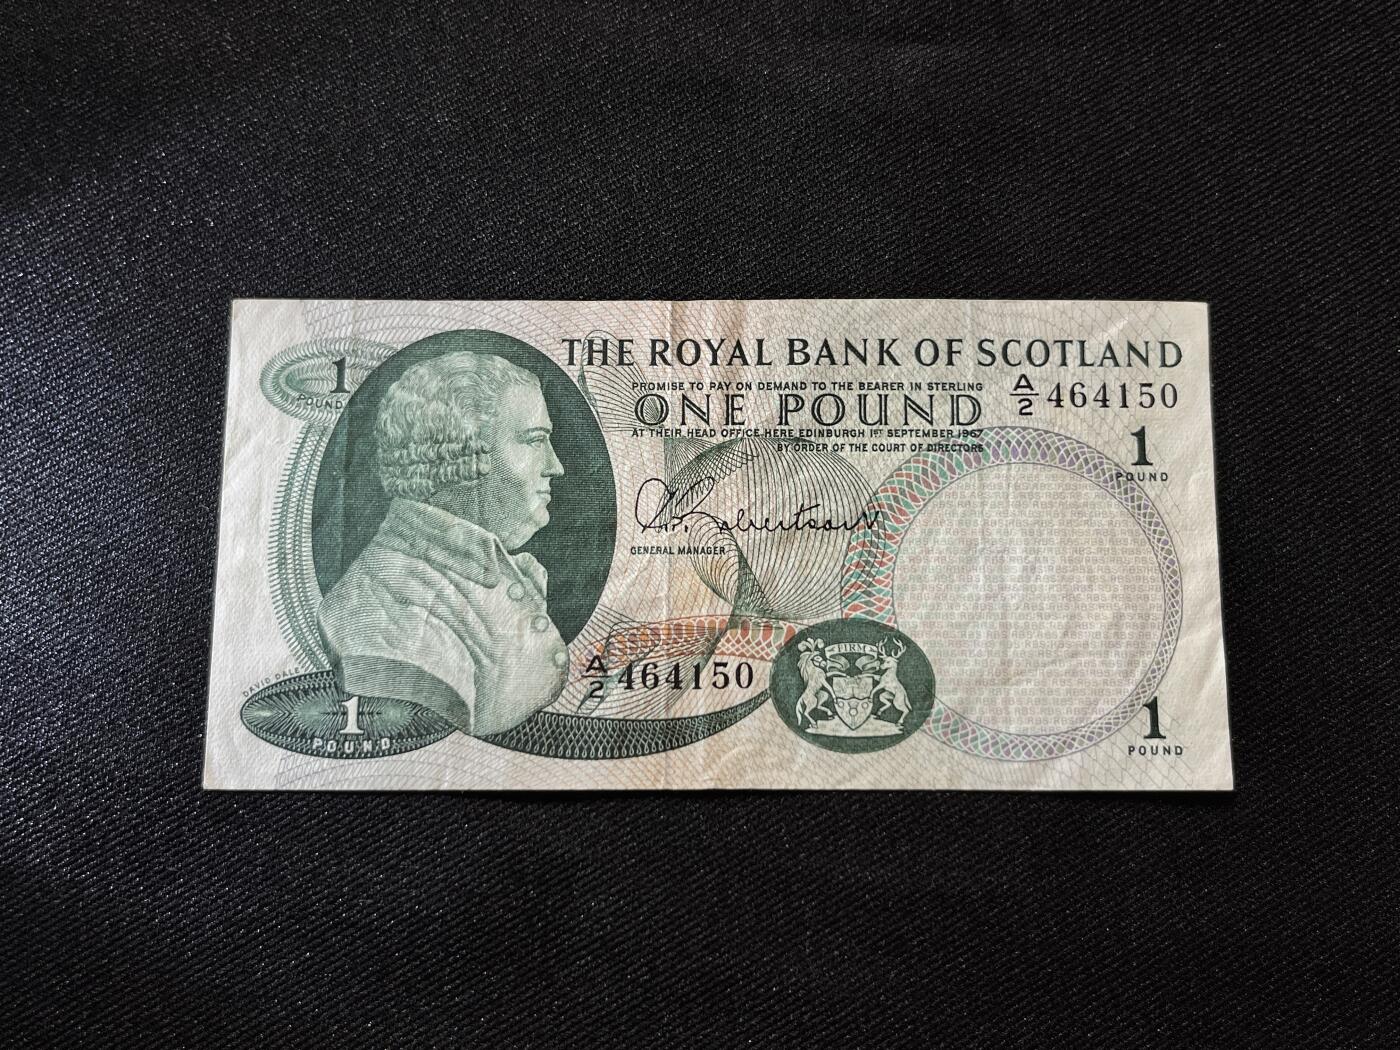 THE ROYAL BANK OF SCOTLAND
PROMISE TO PAY ON DEMAND TO THE BEARER IN STERLING
ONE POUND
AT THEIR HEAD OFFICE HERE EDINBURGH 1ST SEPTEMBER 1967
BY ORDER OF THE COURT OF DIRECTORS
A/2 464150
1
POUND
1
POUND
G.P. Robertson
GENERAL MANAGER
A/2 464150
DAVID DALE
1
POUND
FIRM
1
POUND